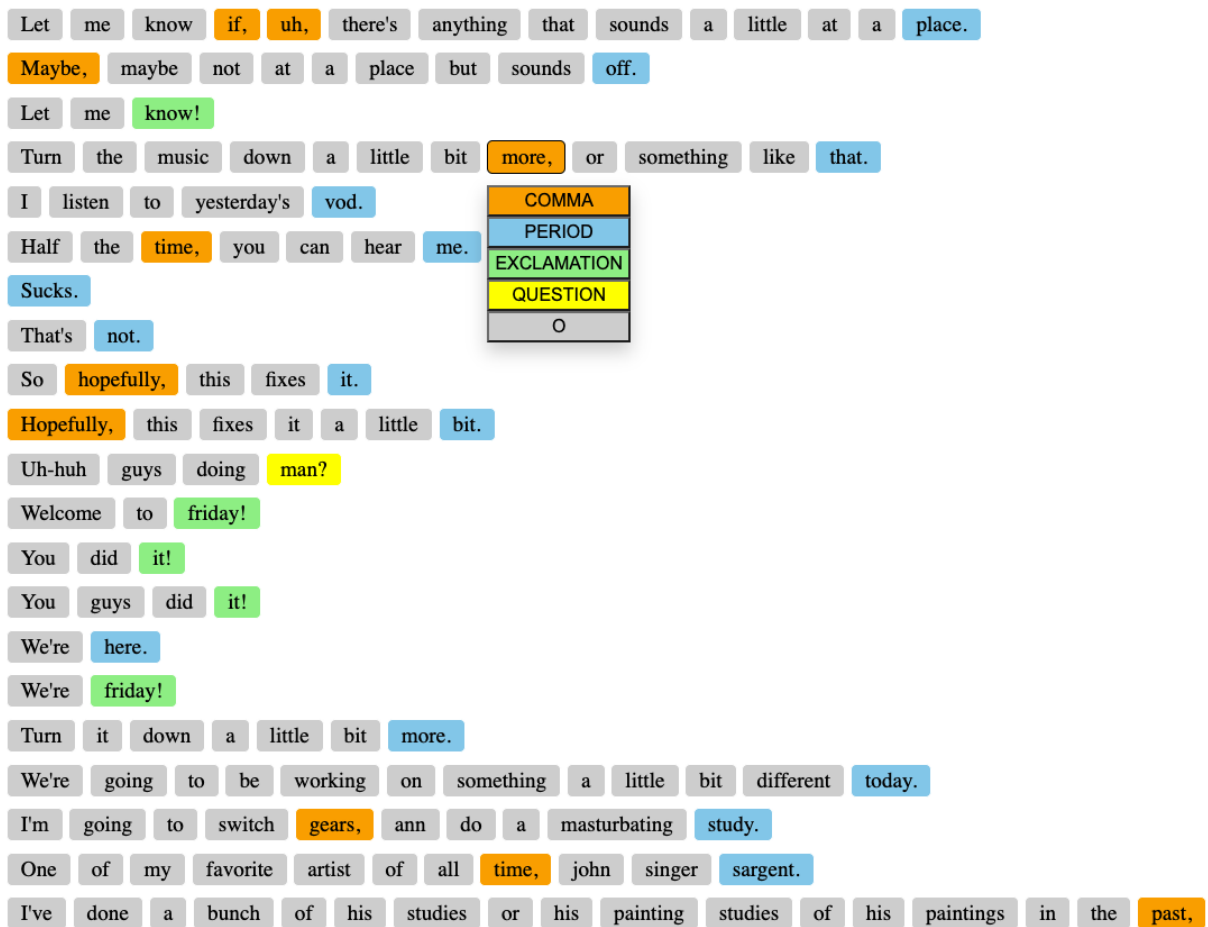 Let me know if, uh, there's anything that sounds a little at a place.
Maybe, maybe not at a place but sounds off.
Let me know!
Turn the music down a little bit more, or something like that.
I listen to yesterday's vod.
COMMA
PERIOD
EXCLAMATION
QUESTION
O
Half the time, you can hear me.
Sucks.
That's not.
So hopefully, this fixes it.
Hopefully, this fixes it a little bit.
Uh-huh guys doing man?
Welcome to friday!
You did it!
You guys did it!
We're here.
We're friday!
Turn it down a little bit more.
We're going to be working on something a little bit different today.
I'm going to switch gears, ann do a masturbating study.
One of my favorite artist of all time, john singer sargent.
I've done a bunch of his studies or his painting studies of his paintings in the past,